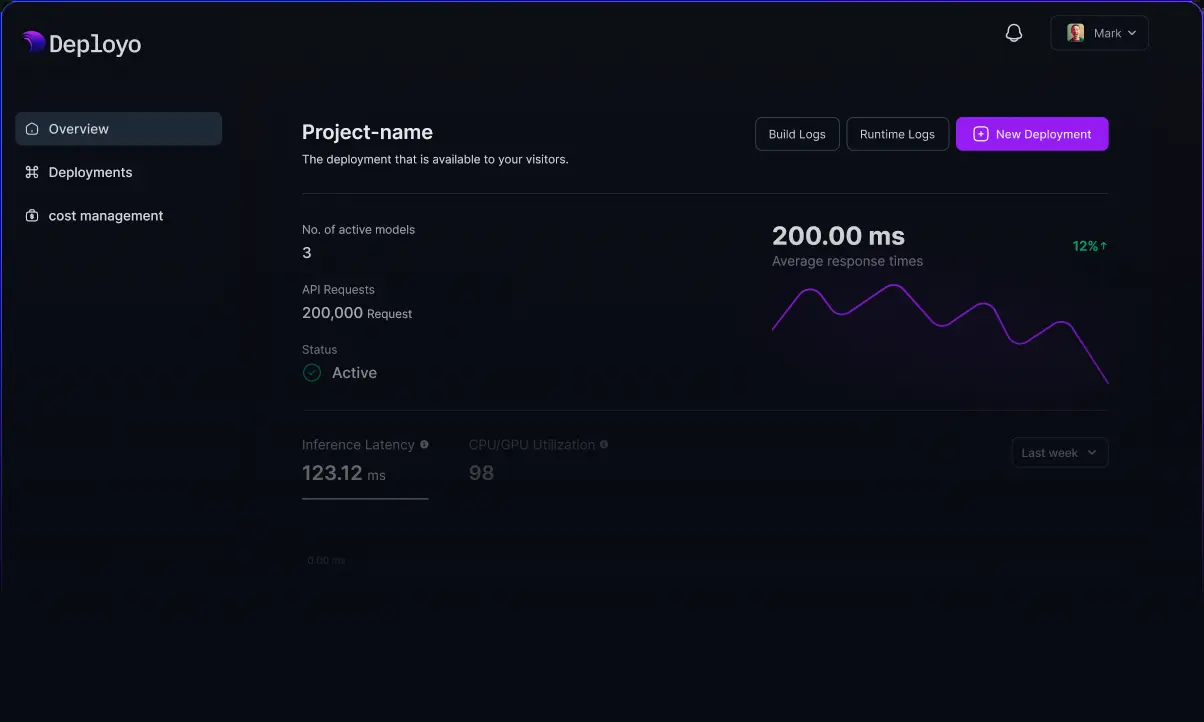 Deployo
Mark
Overview
Deployments
cost management
Project-name
The deployment that is available to your visitors.
Build Logs
Runtime Logs
New Deployment
No. of active models
3
API Requests
200,000 Request
Status
Active
200.00 ms
Average response times
12%↑
Inference Latency
123.12 ms
CPU/GPU Utilization
98
Last week
0.00 ms